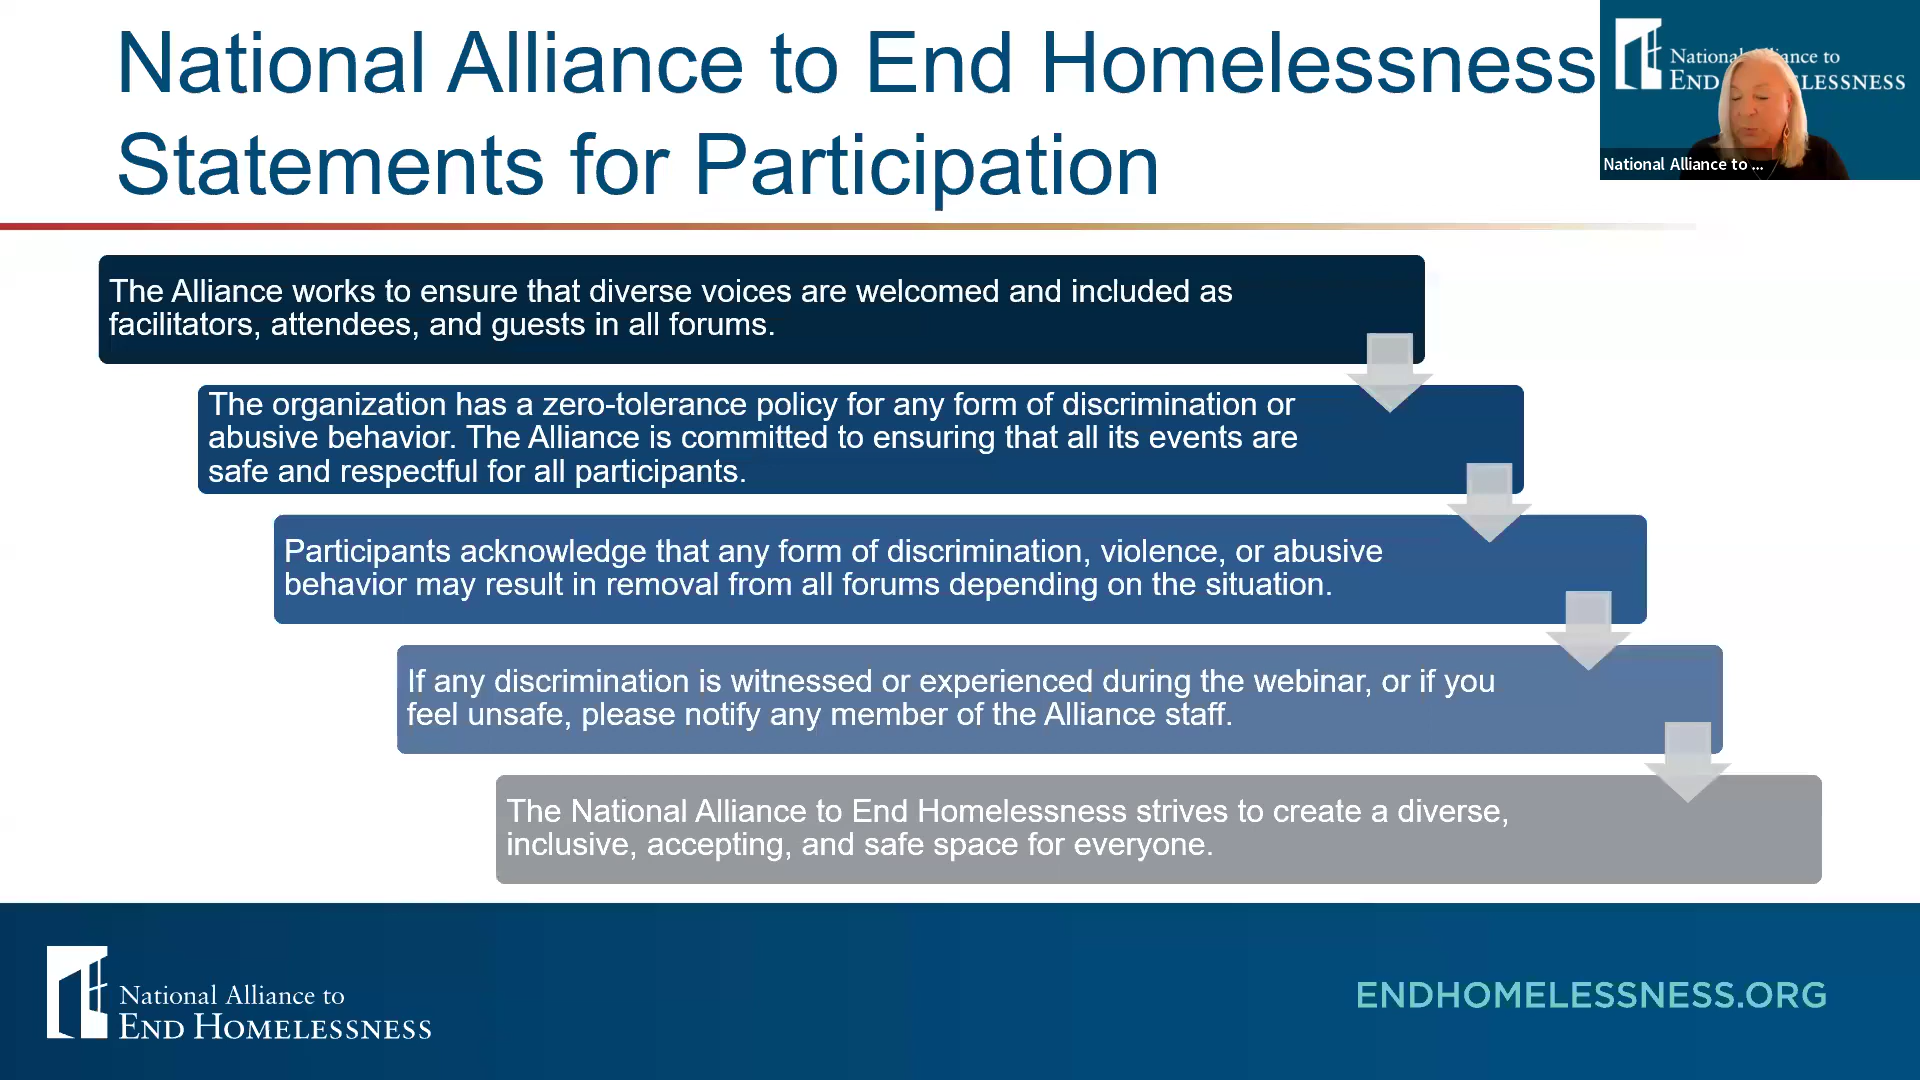 National Alliance to End Homelessness
Statements for Participation
National Alliance to
END HOMELESSNESS
National Alliance to ...
The Alliance works to ensure that diverse voices are welcomed and included as
facilitators, attendees, and guests in all forums.
The organization has a zero-tolerance policy for any form of discrimination or
abusive behavior. The Alliance is committed to ensuring that all its events are
safe and respectful for all participants.
Participants acknowledge that any form of discrimination, violence, or abusive
behavior may result in removal from all forums depending on the situation.
If any discrimination is witnessed or experienced during the webinar, or if you
feel unsafe, please notify any member of the Alliance staff.
The National Alliance to End Homelessness strives to create a diverse,
inclusive, accepting, and safe space for everyone.
National Alliance to
END HOMELESSNESS
ENDHOMELESSNESS.ORG